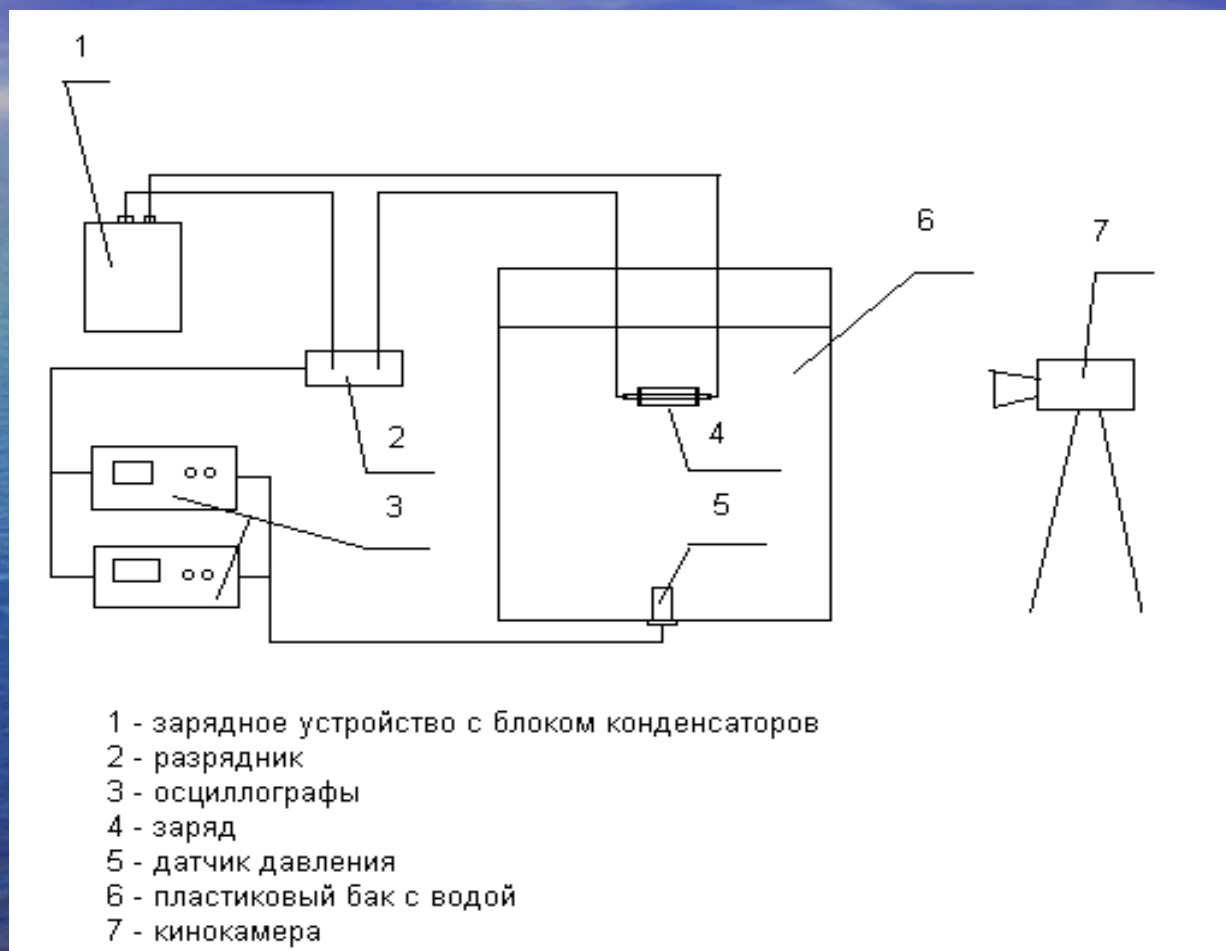 1
6
7
2
4
3
5
1 - зарядное устройство с блоком конденсаторов
2 - разрядник
3 - осциллографы
4 - заряд
5 - датчик давления
6 - пластиковый бак с водой
7 - кинокамера